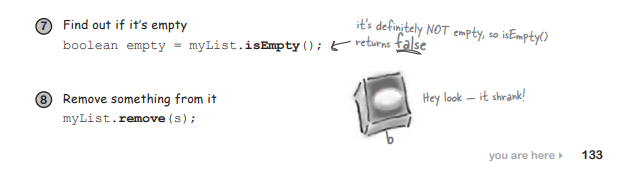 7 Find out if it's empty
boolean empty = myList.isEmpty();
it's definitely NOT empty, so isEmpty()
returns false
8 Remove something from it
myList.remove(s);
Hey look – it shrank!
b
you are here ▸ 133